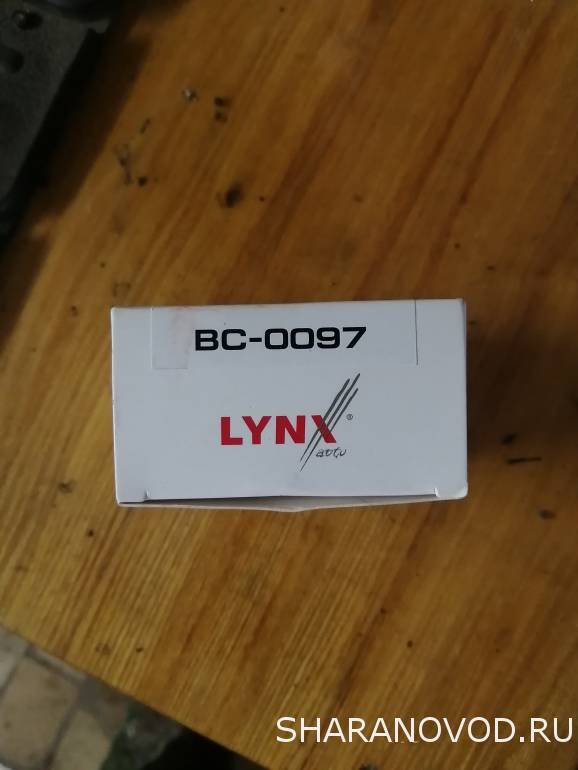 BC-0097
LYNX®
auto
SHARANOVOD.RU